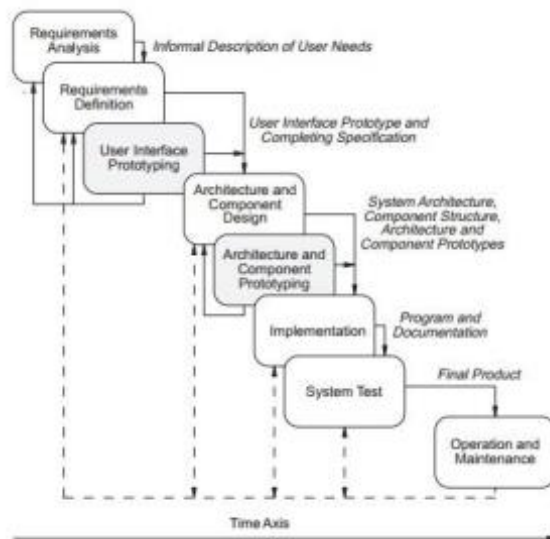 Requirements
Analysis
Informal Description of User Needs
Requirements
Definition
User Interface Prototype and
Completing Specification
User Interface
Prototyping
Architecture and
Component
Design
System Architecture,
Component Structure,
Architecture and
Component Prototypes
Architecture and
Component
Prototyping
Implementation
Program and
Documentation
System Test
Final Product
Operation and
Maintenance
Time Axis